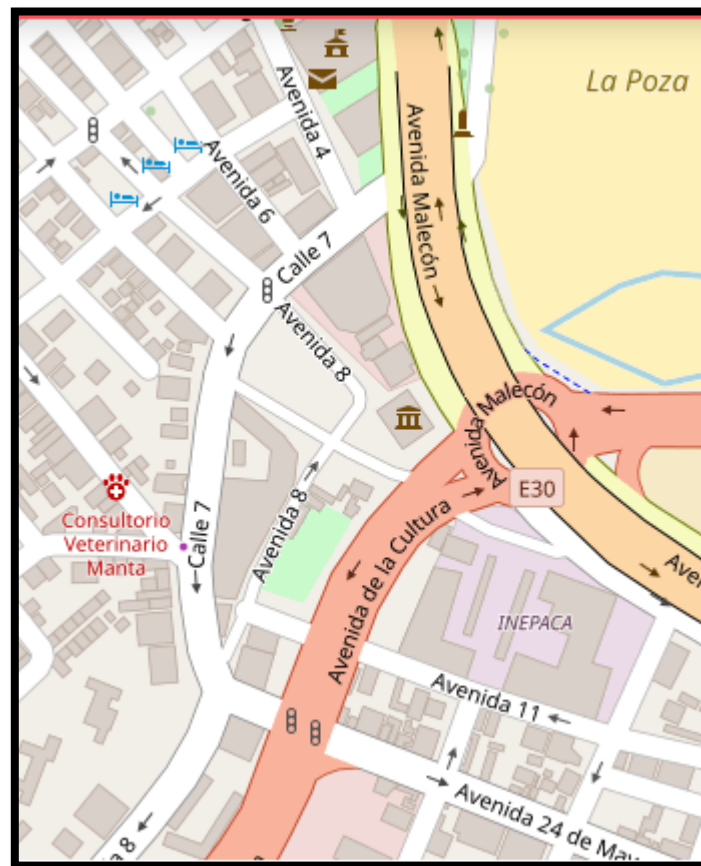 La Poza
Avenida 4
Avenida Malecón
Avenida 6
Calle 7
Avenida 8
Avenida Malecón
E30
Consultorio
Veterinario
Manta
Calle 7
Avenida 8
Avenida de la Cultura
INEPACA
Avenida 11
Avenida 24 de May